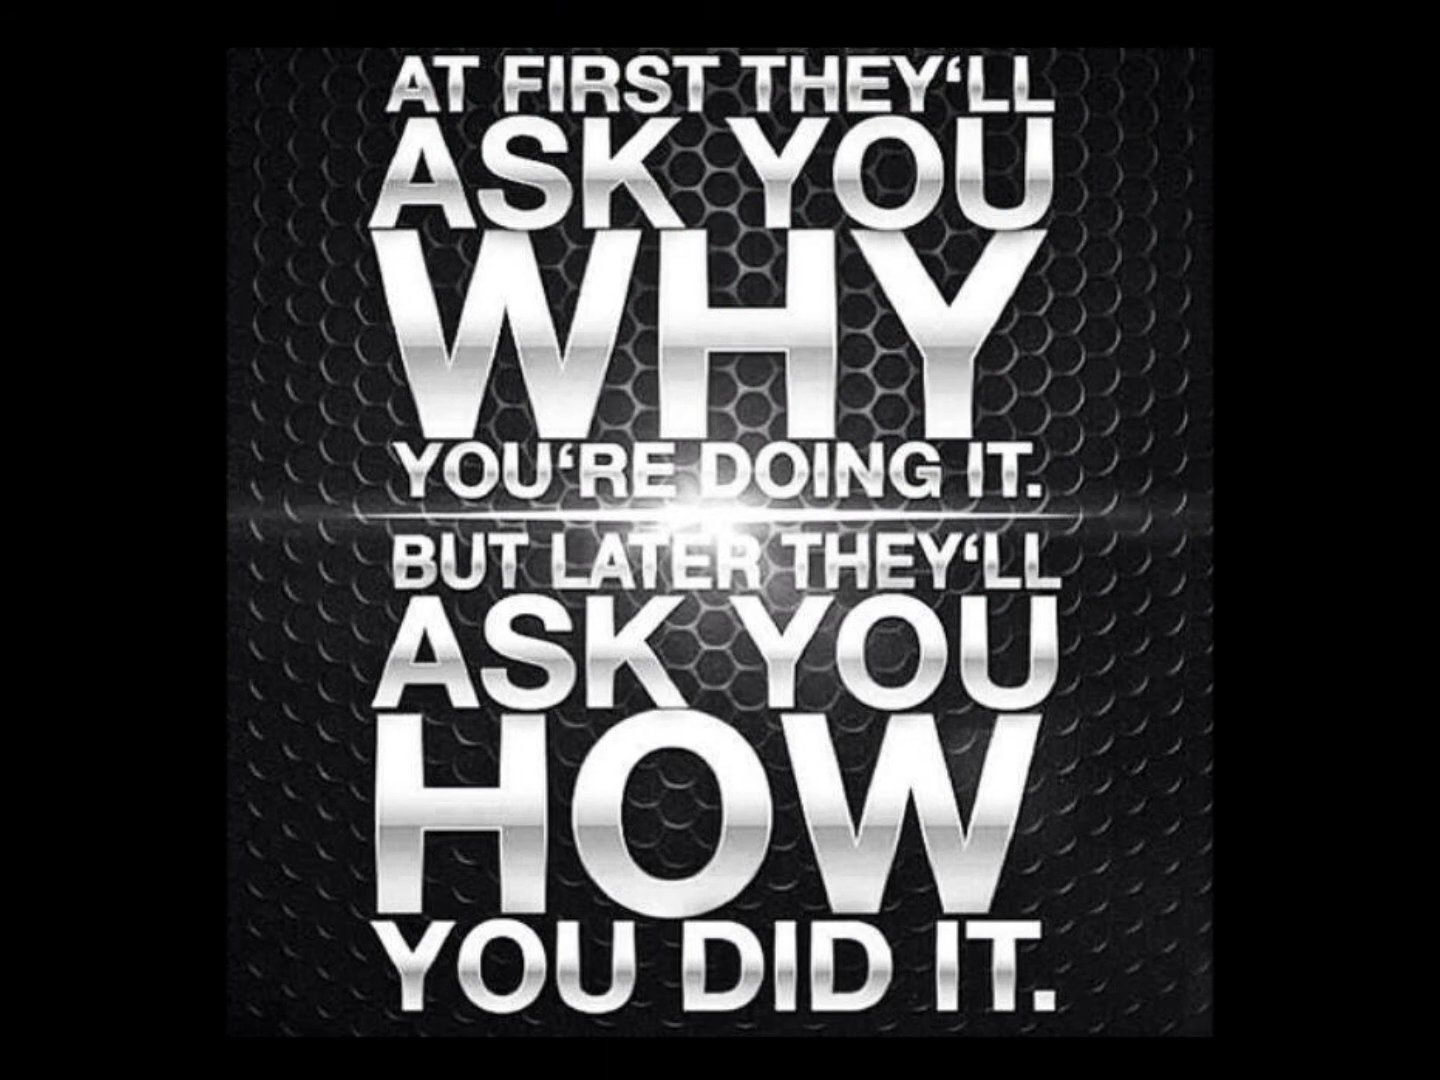 AT FIRST THEY‘LL
ASK YOU
WHY
YOU‘RE DOING IT.
BUT LATER THEY‘LL
ASK YOU
HOW
YOU DID IT.